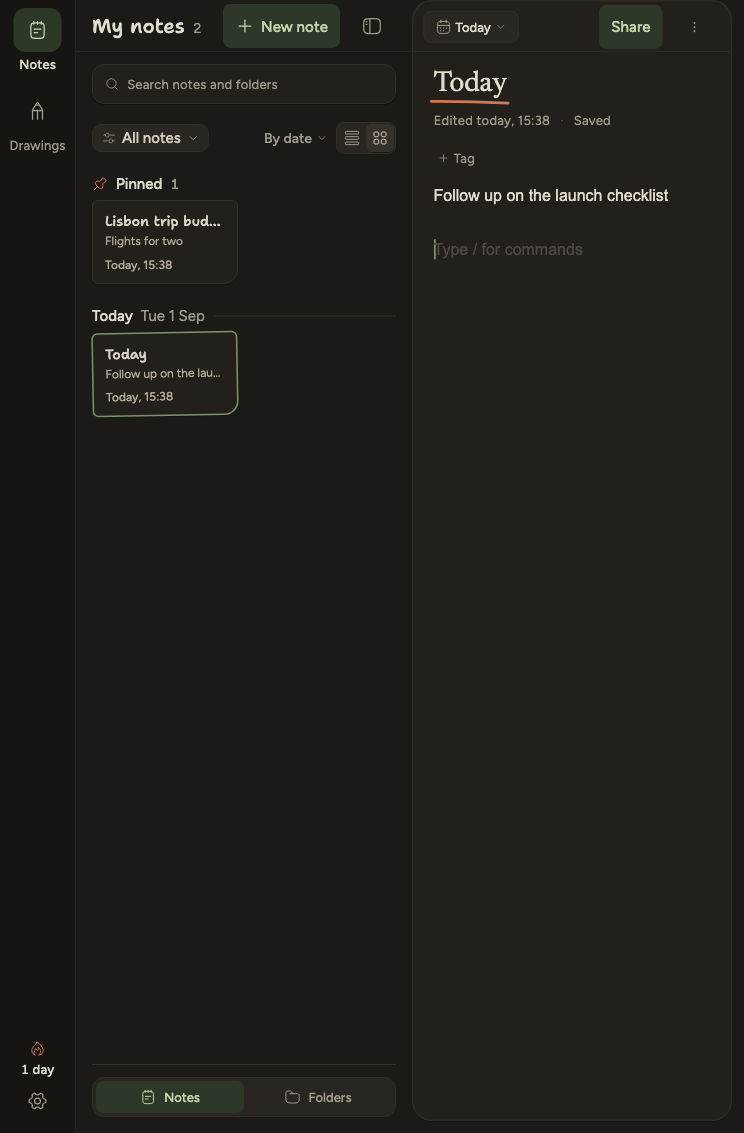 Notes
Drawings
1 day
My notes 2
New note
Search notes and folders
All notes
By date
Pinned 1
Lisbon trip bud...
Flights for two
Today, 15:38
Today Tue 1 Sep
Today
Follow up on the lau...
Today, 15:38
Notes
Folders
Today
Share
Today
Edited today, 15:38 · Saved
+ Tag
Follow up on the launch checklist
Type / for commands